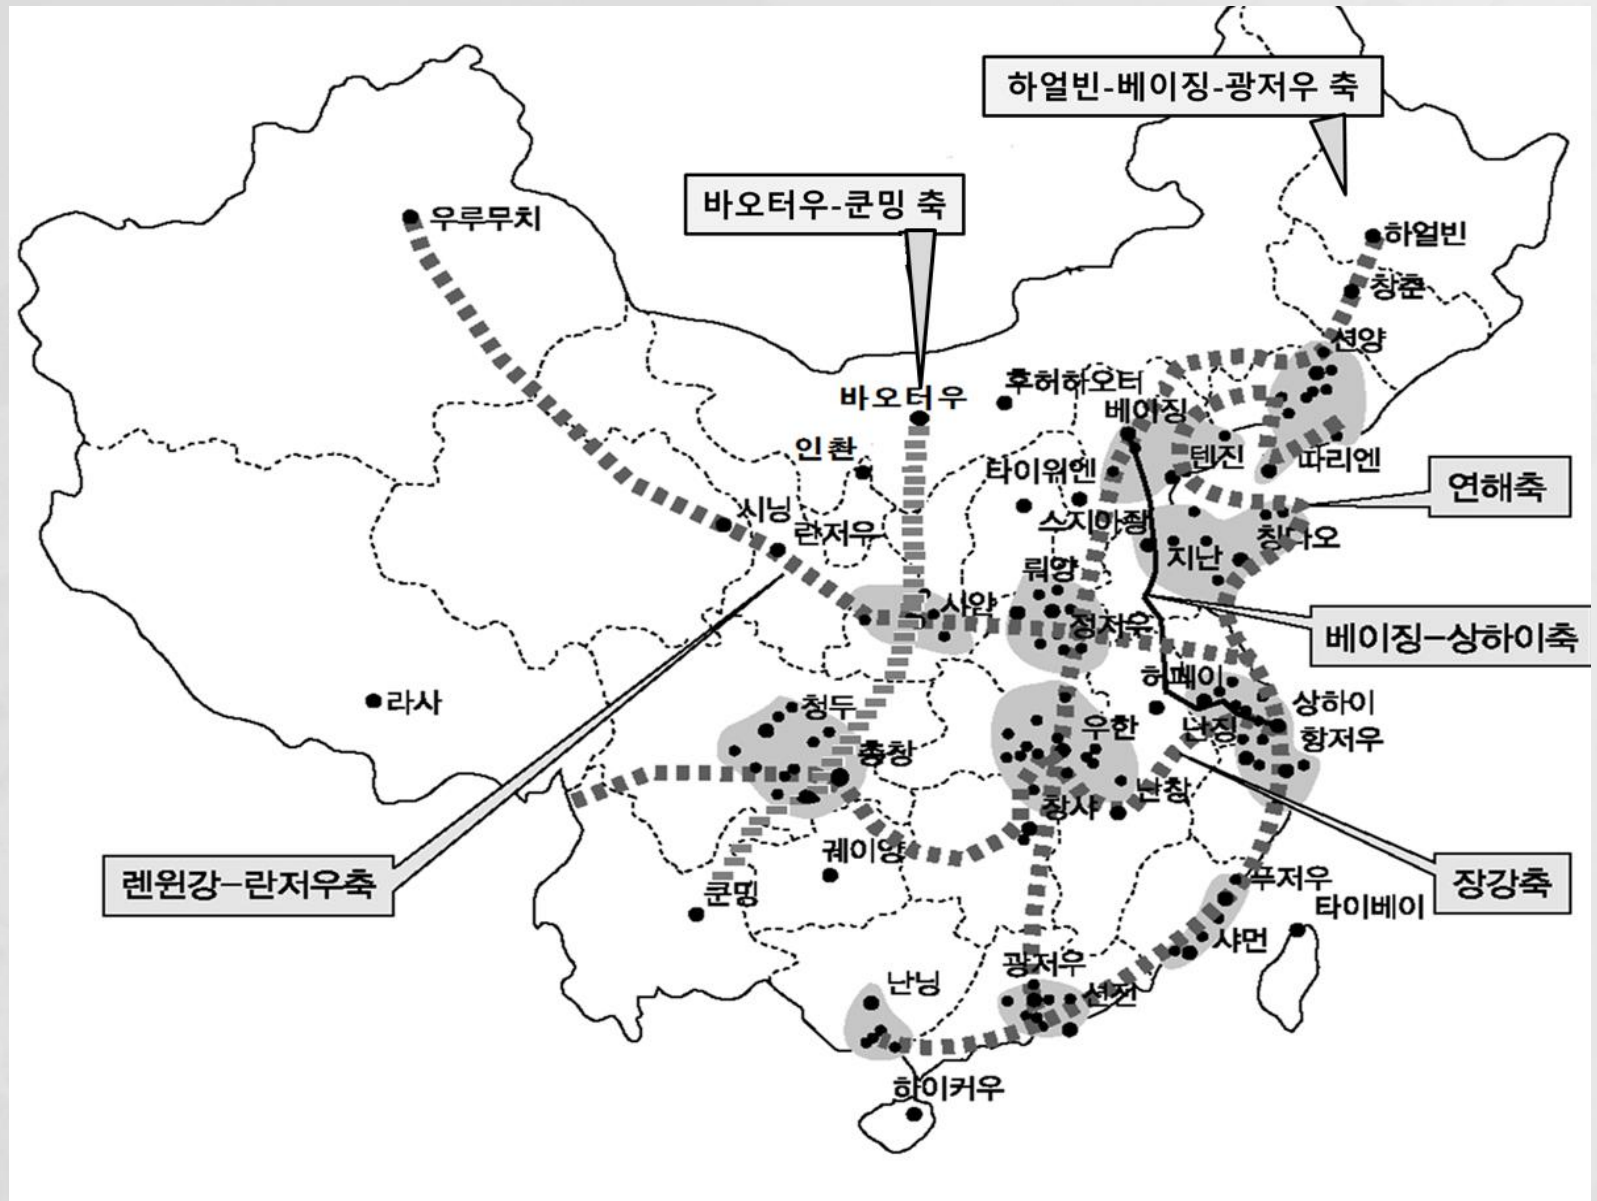 하얼빈-베이징-광저우 축
바오터우-쿤밍 축
우루무치
하얼빈
창춘
션양
후허하오터
바오터우
베이징
인촨
타이워엔
텐진
따리엔
연해축
시닝
란저우
스지아좡
칭다오
지난
뤄양
시안
정저우
베이징-상하이축
허페이
라사
청두
상하이
우한
난징
황저우
충칭
난창
창사
궤이양
렌윈강-란저우축
장강축
쿤밍
푸저우
타이베이
샤먼
광저우
난닝
선전
하이커우